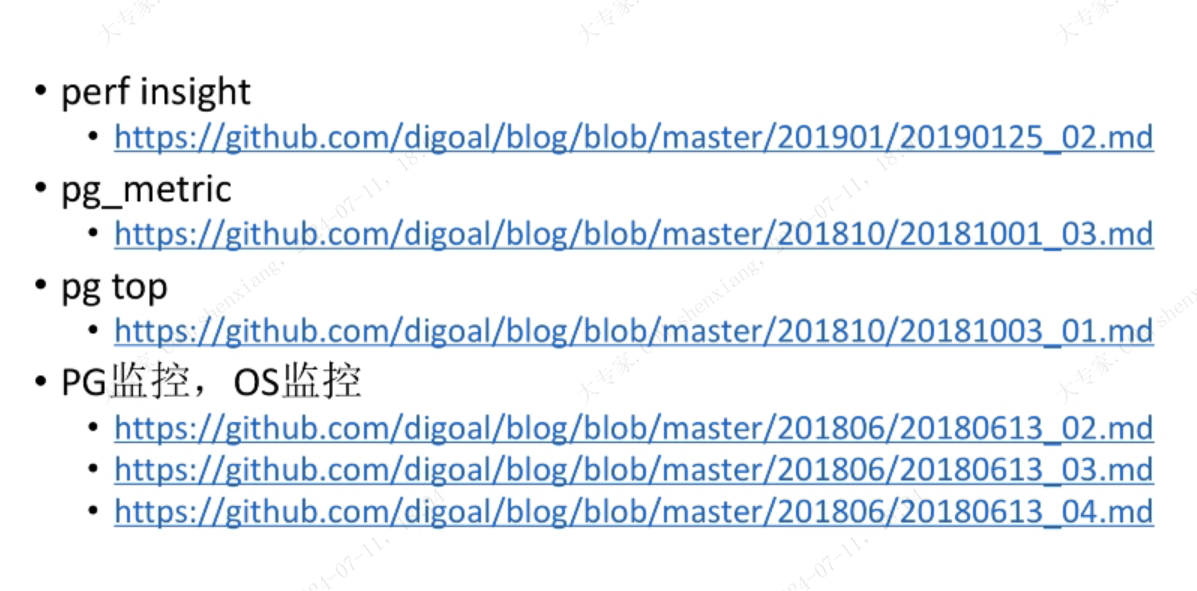 • perf insight
• https://github.com/digoal/blog/blob/master/201901/20190125_02.md
• pg_metric
• https://github.com/digoal/blog/blob/master/201810/20181001_03.md
• pg top
• https://github.com/digoal/blog/blob/master/201810/20181003_01.md
• PG监控，OS监控
• https://github.com/digoal/blog/blob/master/201806/20180613_02.md
• https://github.com/digoal/blog/blob/master/201806/20180613_03.md
• https://github.com/digoal/blog/blob/master/201806/20180613_04.md